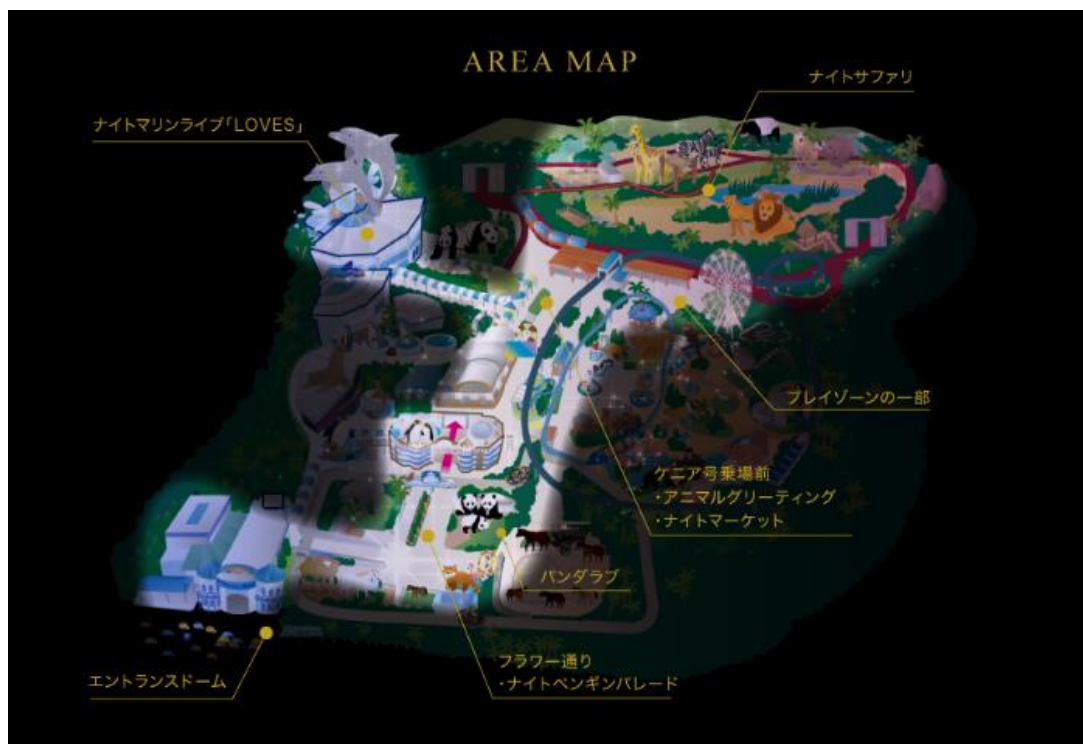 AREA MAP
ナイトサファリ
ナイトマリンライブ「LOVES」
プレイゾーンの一部
ケニア号乗場前
・アニマルグリーティング
・ナイトマーケット
パンダラブ
フラワー通り
・ナイトペンギンパレード
エントランスドーム